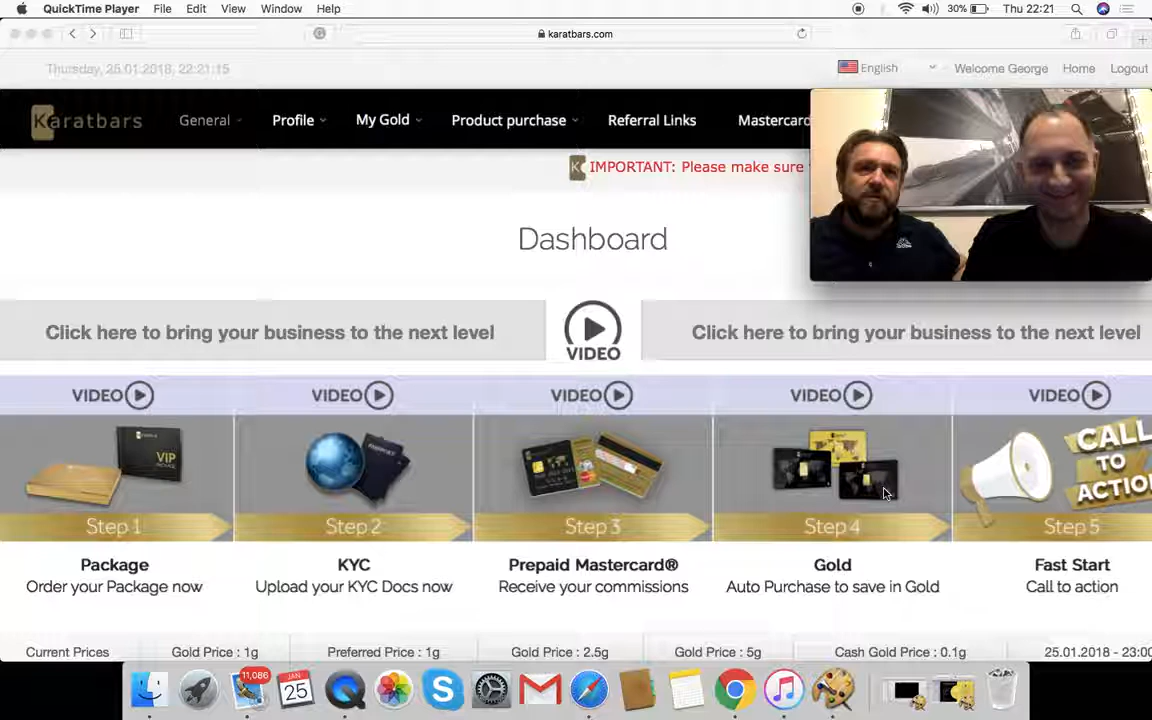 QuickTime Player File Edit View Window Help 30% Thu 22:21
karatbars.com
Thursday, 25.01.2018, 22:21:15 English Welcome George Home Logout
Karatbars General Profile My Gold Product purchase Referral Links Mastercard
IMPORTANT: Please make sure
Dashboard
Click here to bring your business to the next level VIDEO Click here to bring your business to the next level
VIDEO VIDEO VIDEO VIDEO VIDEO
VIP PASSPORT CALL
TO
ACTION
Step 1 Step 2 Step 3 Step 4 Step 5
Package KYC Prepaid Mastercard® Gold Fast Start
Order your Package now Upload your KYC Docs now Receive your commissions Auto Purchase to save in Gold Call to action
Current Prices Gold Price : 1g Preferred Price : 1g Gold Price : 2.5g Gold Price : 5g Cash Gold Price : 0.1g 25.01.2018 - 23:00
11,086 JAN
25